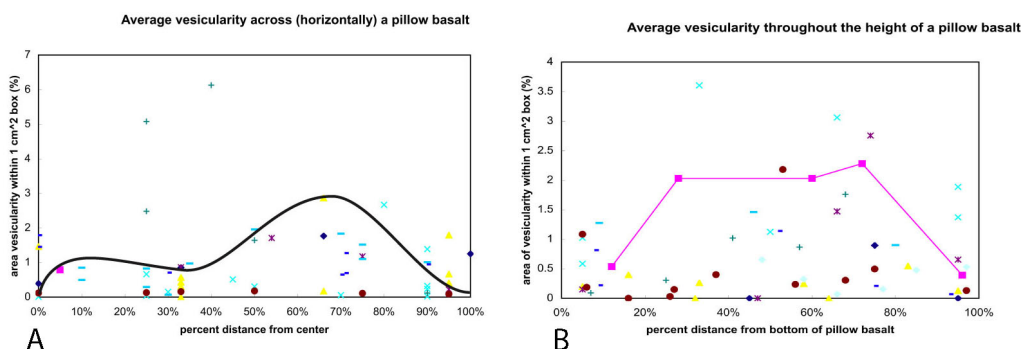 Average vesicularity across (horizontally) a pillow basalt
area vesicularity within 1 cm^2 box (%)
7
6
5
4
3
2
1
0
0% 10% 20% 30% 40% 50% 60% 70% 80% 90% 100%
percent distance from center
A
Average vesicularity throughout the height of a pillow basalt
area of vesicularity within 1 cm^2 box (%)
4
3.5
3
2.5
2
1.5
1
0.5
0
0% 20% 40% 60% 80% 100%
percent distance from bottom of pillow basalt
B